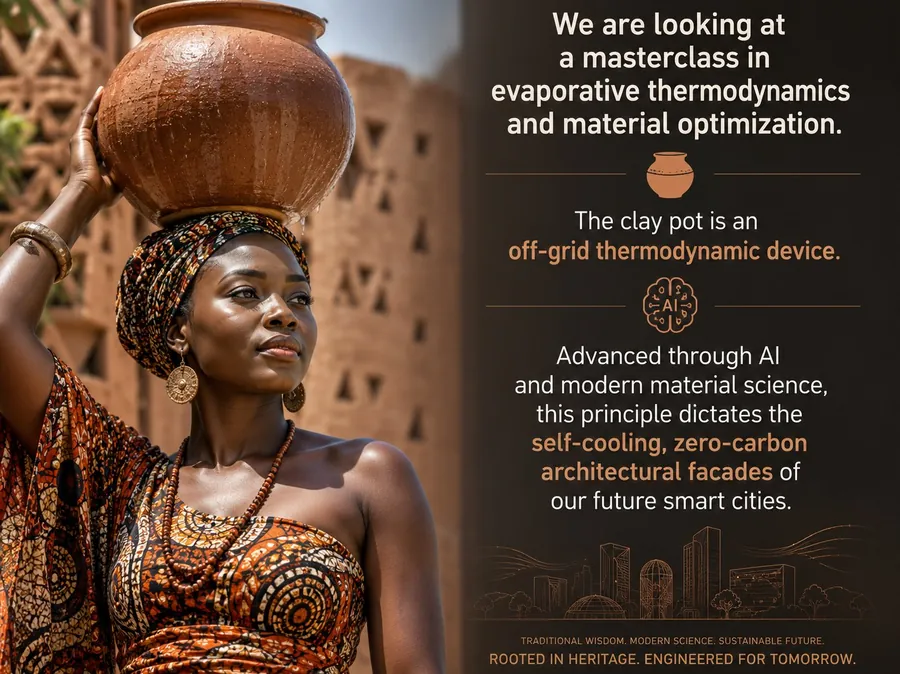 We are looking at
a masterclass in
evaporative thermodynamics
and material optimization.
The clay pot is an
off-grid thermodynamic device.
AI
Advanced through AI
and modern material science,
this principle dictates the
self-cooling, zero-carbon
architectural facades of
our future smart cities.
TRADITIONAL WISDOM. MODERN SCIENCE. SUSTAINABLE FUTURE.
ROOTED IN HERITAGE. ENGINEERED FOR TOMORROW.